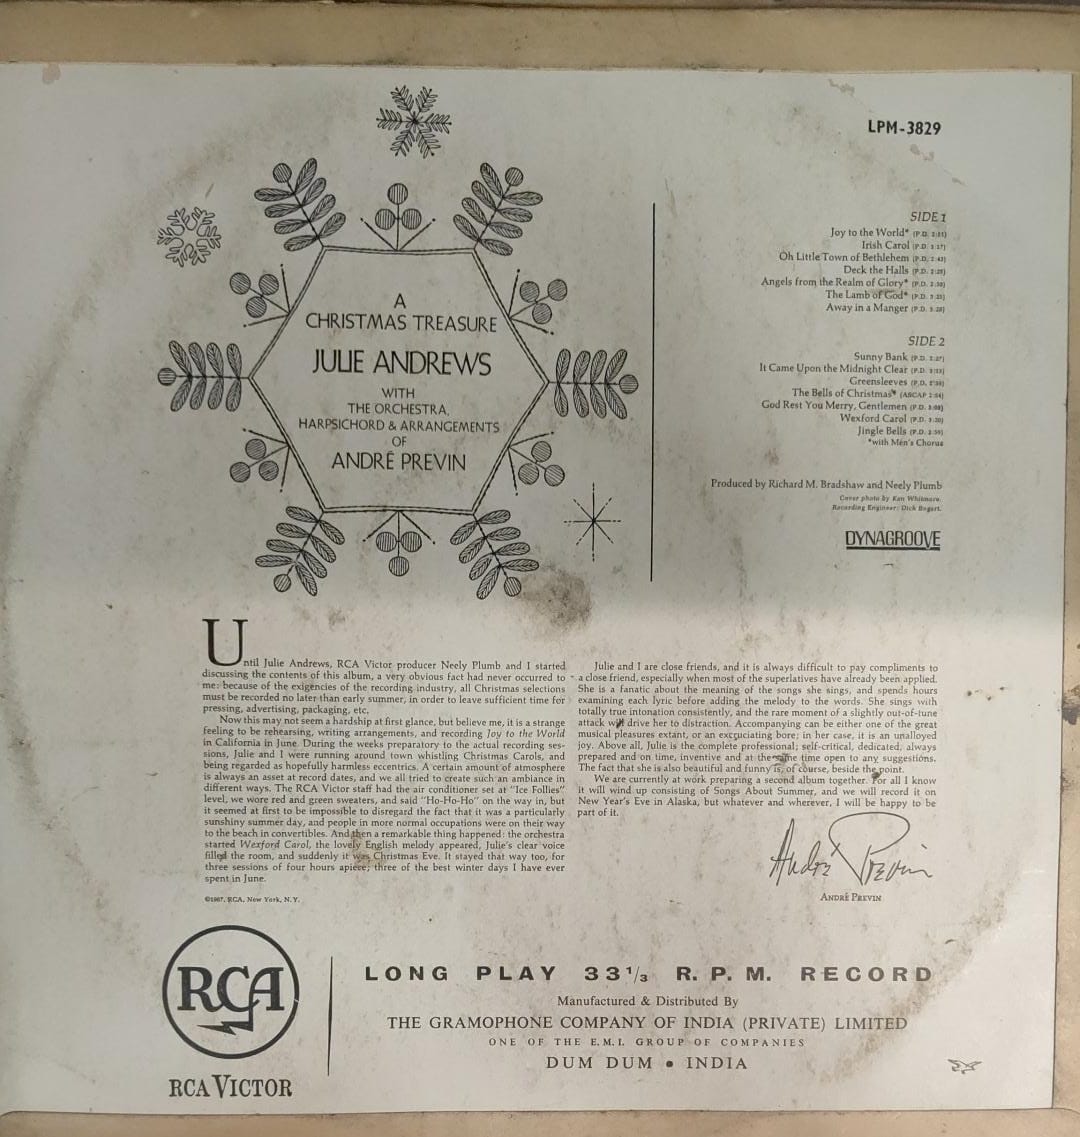 LPM-3829
A
CHRISTMAS TREASURE
JULIE ANDREWS
WITH
THE ORCHESTRA,
HARPSICHORD & ARRANGEMENTS
OF
ANDRÉ PREVIN
SIDE 1
Joy to the World* (P.D. 2:11)
Irish Carol (P.D. 1:17)
Oh Little Town of Bethlehem (P.D. 2:43)
Deck the Halls (P.D.
Angels from the Realm of Glory* (P.D.
The Lamb of God* (P.D.
Away in a Manger (P.D.
SIDE 2
Sunny Bank (P.D. 2:27)
It Came Upon the Midnight Clear (P.D.
Greensleeves (P.D.
The Bells of Christmas* (ASCAP 2:54)
God Rest You Merry, Gentlemen (P.D.
Wexford Carol (P.D.
Jingle Bells (P.D.
*with Men's Chorus
Produced by Richard M. Bradshaw and Neely Plumb
Cover photo by Ken Whitmore.
Recording Engineer: Dick Bogert.
DYNAGROOVE
Until Julie Andrews, RCA Victor producer Neely Plumb and I started
discussing the contents of this album, a very obvious fact had never occurred to
me: because of the exigencies of the recording industry, all Christmas selections
must be recorded no later than early summer, in order to leave sufficient time for
pressing, advertising, packaging, etc.
Now this may not seem a hardship at first glance, but believe me, it is a strange
feeling to be rehearsing, writing arrangements, and recording Joy to the World
in California in June. During the weeks preparatory to the actual recording ses-
sions, Julie and I were running around town whistling Christmas Carols, and
being regarded as hopefully harmless eccentrics. A certain amount of atmosphere
is always an asset at record dates, and we all tried to create such an ambiance in
different ways. The RCA Victor staff had the air conditioner set at "Ice Follies"
level, we wore red and green sweaters, and said "Ho-Ho-Ho" on the way in, but
it seemed at first to be impossible to disregard the fact that it was a particularly
sunshiny summer day, and people in more normal occupations were on their way
to the beach in convertibles. And then a remarkable thing happened: the orchestra
started Wexford Carol, the lovely English melody appeared, Julie's clear voice
filled the room, and suddenly it was Christmas Eve. It stayed that way too, for
three sessions of four hours apiece; three of the best winter days I have ever
spent in June.
©1967, RCA, New York, N.Y.
Julie and I are close friends, and it is always difficult to pay compliments to
a close friend, especially when most of the superlatives have already been applied.
She is a fanatic about the meaning of the songs she sings, and spends hours
examining each lyric before adding the melody to the words. She sings with
totally true intonation consistently, and the rare moment of a slightly out-of-tune
attack will drive her to distraction. Accompanying can be either one of the great
musical pleasures extant, or an excruciating bore; in her case, it is an unalloyed
joy. Above all, Julie is the complete professional; self-critical, dedicated, always
prepared and on time, inventive and at the same time open to any suggestions.
The fact that she is also beautiful and funny is, of course, beside the point.
We are currently at work preparing a second album together. For all I know
it will wind up consisting of Songs About Summer, and we will record it on
New Year's Eve in Alaska, but whatever and wherever, I will be happy to be
part of it.
André Previn
ANDRÉ PREVIN
RCA
RCA VICTOR
LONG PLAY 33 1/3 R. P. M. RECORD
Manufactured & Distributed By
THE GRAMOPHONE COMPANY OF INDIA (PRIVATE) LIMITED
ONE OF THE E.M.I. GROUP OF COMPANIES
DUM DUM • INDIA